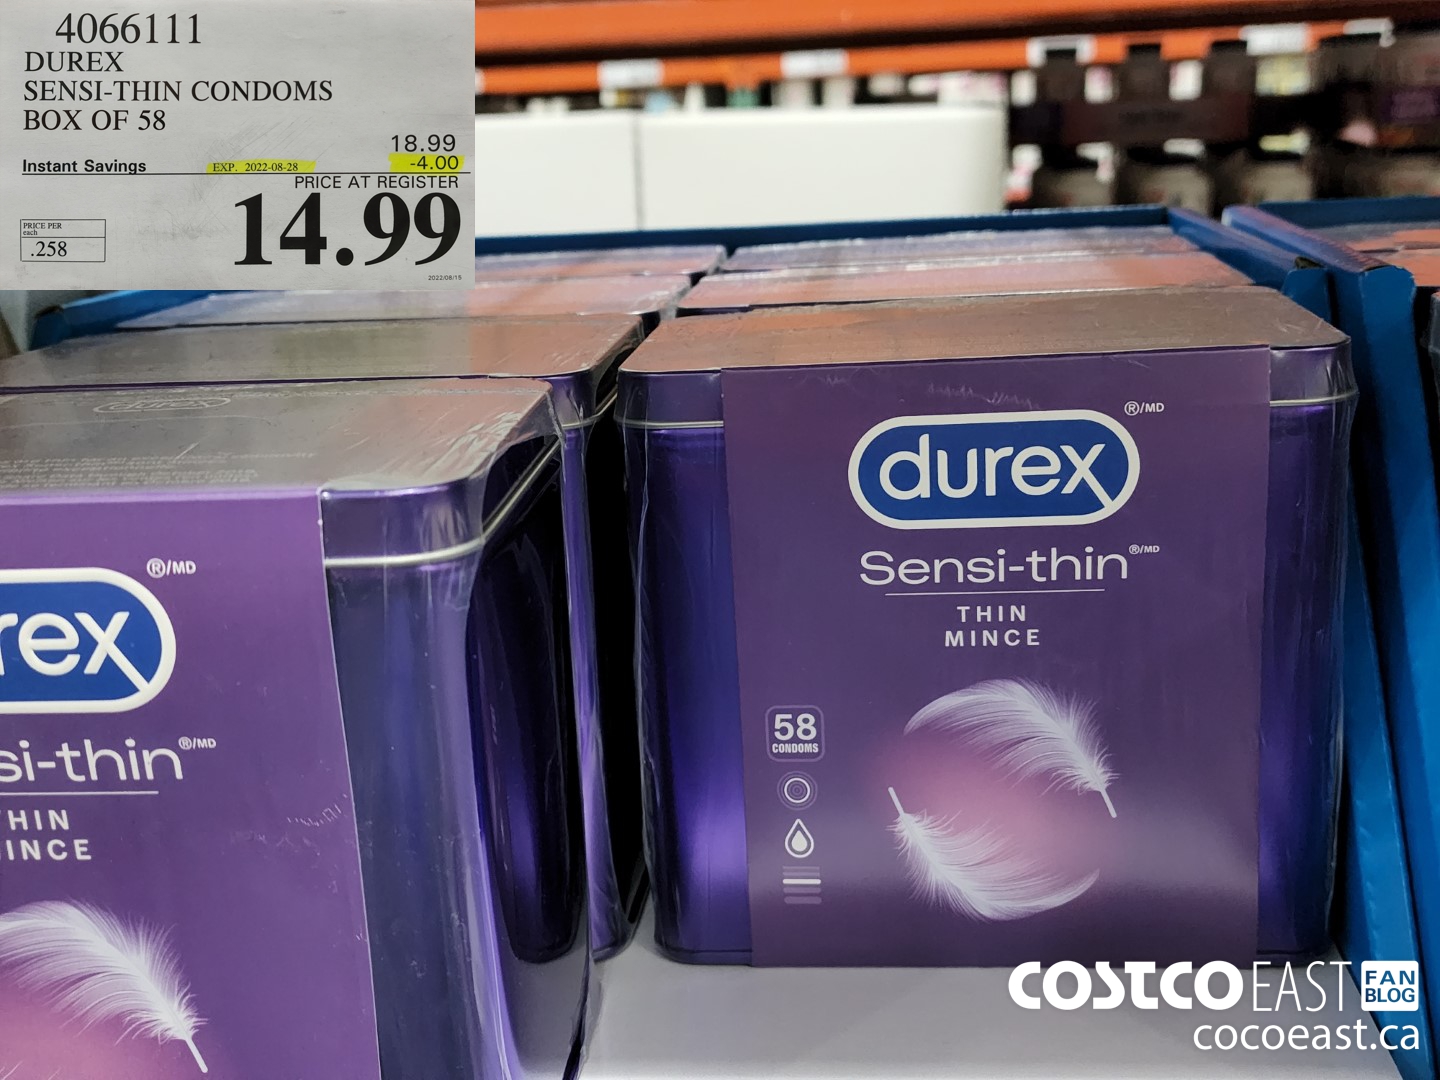 4066111
DUREX
SENSI-THIN CONDOMS
BOX OF 58
18.99
Instant Savings EXP. 2022-08-28 -4.00
PRICE AT REGISTER
14.99
PRICE PER
each
.258
2022/08/15
durex
®/MD
rex
®/MD
si-thin®/MD
HIN
INCE
durex
®/MD
Sensi-thin®/MD
THIN
MINCE
58
CONDOMS
COSTCO EAST FAN
BLOG
cocoeast.ca